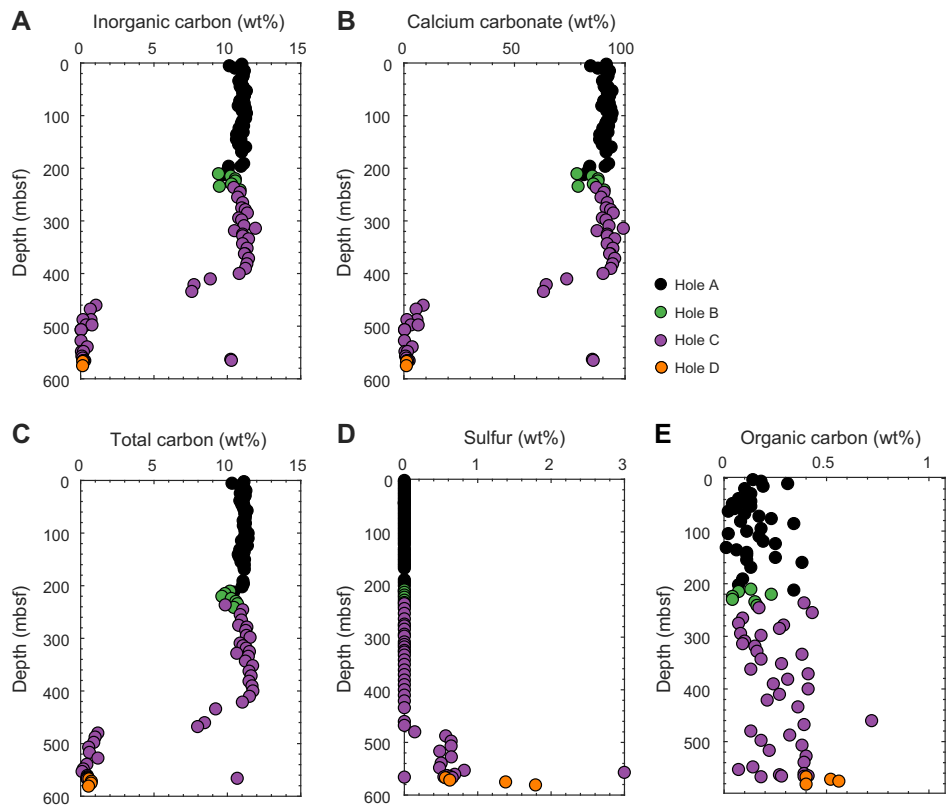 A Inorganic carbon (wt%)
0 5 10 15
0
100
200
300
400
500
600
Depth (mbsf)
B Calcium carbonate (wt%)
0 50 100
0
100
200
300
400
500
600
Depth (mbsf)
Hole A
Hole B
Hole C
Hole D
C Total carbon (wt%)
0 5 10 15
0
100
200
300
400
500
600
Depth (mbsf)
D Sulfur (wt%)
0 1 2 3
0
100
200
300
400
500
600
Depth (mbsf)
E Organic carbon (wt%)
0 0.5 1
0
100
200
300
400
500
Depth (mbsf)